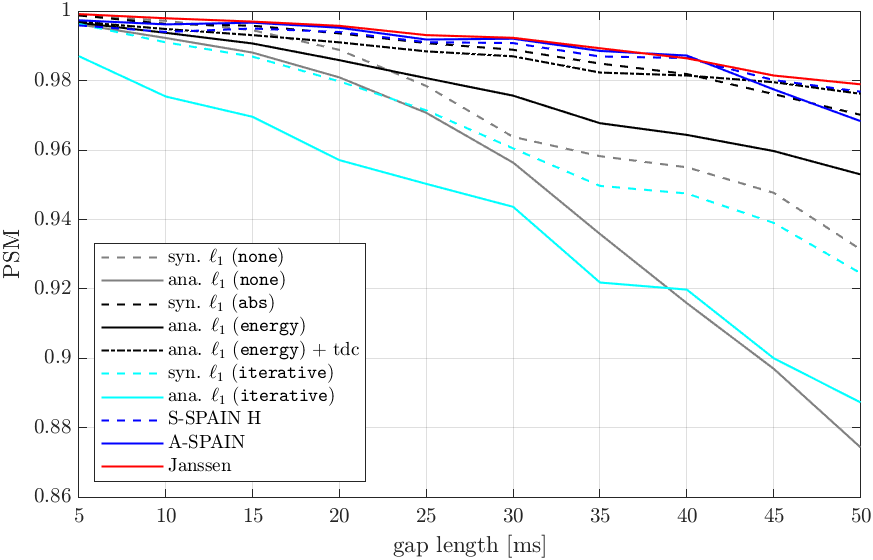 1
0.98
0.96
0.94
0.92
0.9
0.88
0.86
PSM
syn. ℓ₁ (none)
ana. ℓ₁ (none)
syn. ℓ₁ (abs)
ana. ℓ₁ (energy)
ana. ℓ₁ (energy) + tdc
syn. ℓ₁ (iterative)
ana. ℓ₁ (iterative)
S-SPAIN H
A-SPAIN
Janssen
5 10 15 20 25 30 35 40 45 50
gap length [ms]